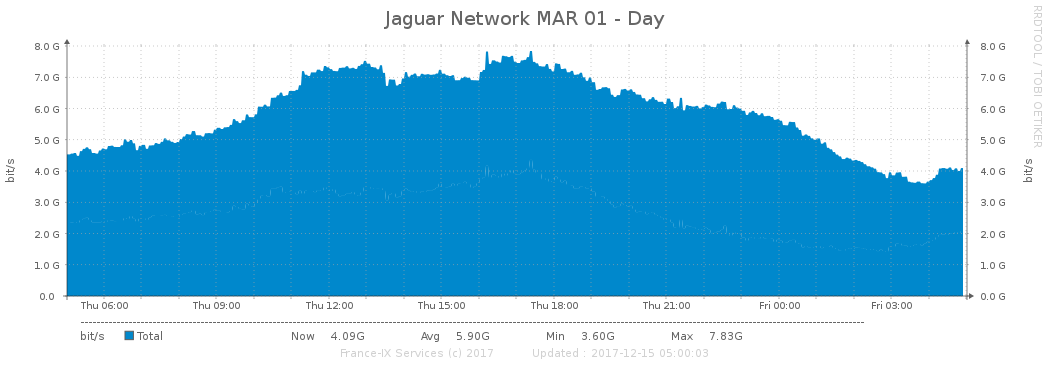 Jaguar Network MAR 01 - Day
RRDTOOL / TOBI OETIKER
8.0 G 8.0 G
7.0 G 7.0 G
6.0 G 6.0 G
5.0 G 5.0 G
4.0 G 4.0 G
3.0 G 3.0 G
2.0 G 2.0 G
1.0 G 1.0 G
0.0 0.0 G
bit/s bit/s
Thu 06:00 Thu 09:00 Thu 12:00 Thu 15:00 Thu 18:00 Thu 21:00 Fri 00:00 Fri 03:00
bit/s Total Now 4.09G Avg 5.90G Min 3.60G Max 7.83G
France-IX Services (c) 2017 Updated : 2017-12-15 05:00:03